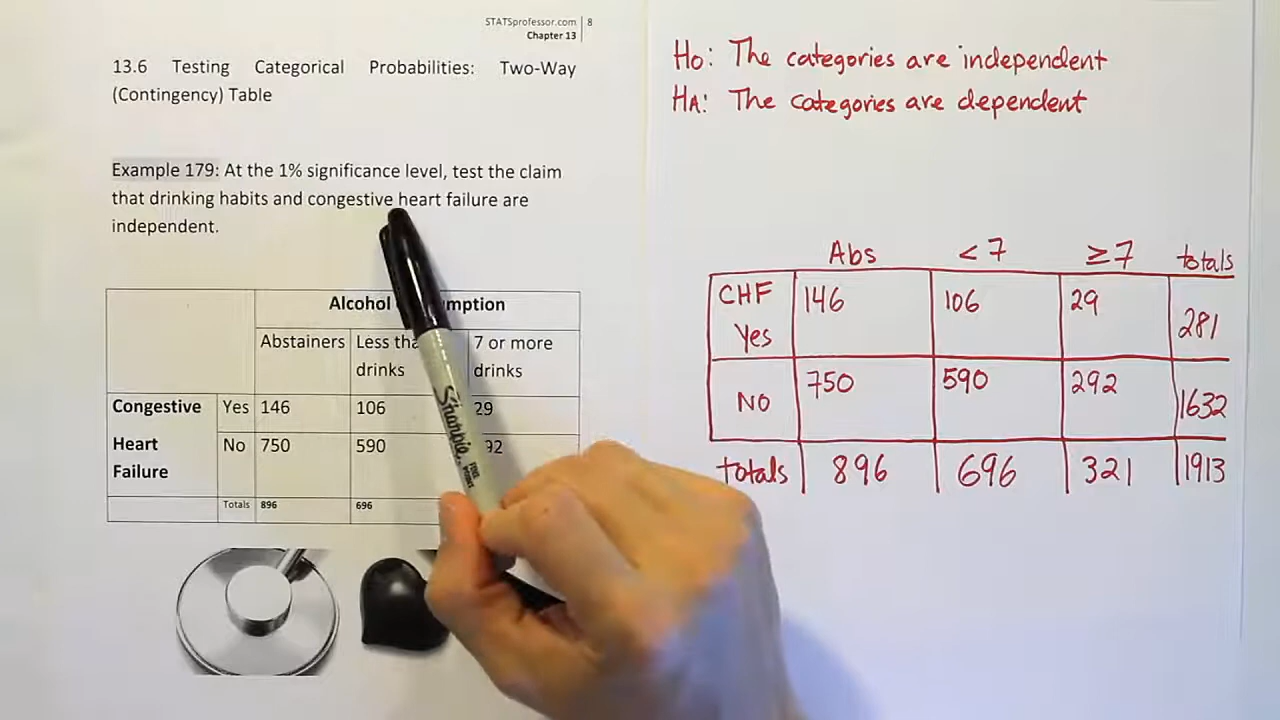 STATSprofessor.com 8
Chapter 13
13.6 Testing Categorical Probabilities: Two-Way
(Contingency) Table
Example 179: At the 1% significance level, test the claim
that drinking habits and congestive heart failure are
independent.
Alcohol
Abstainers Less 7 or more
drinks drinks
Congestive Yes 146 106 29
Heart No 750 590
Failure
Totals 896 696
Sharpie
Ho: The categories are independent
HA: The categories are dependent
Abs < 7 ≥ 7 totals
CHF 146 106 29
Yes 281
750 590 292
NO 1632
totals 896 696 321 1913